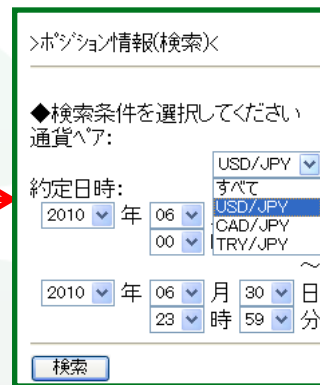 >ﾎﾟｼﾞｼｮﾝ情報(検索)<
◆検索条件を選択してください
通貨ﾍﾟｱ:
USD/JPY
すべて
USD/JPY
CAD/JPY
TRY/JPY
約定日時:
2010 年 06
00
～
2010 年 06 月 30 日
23 時 59 分
検索